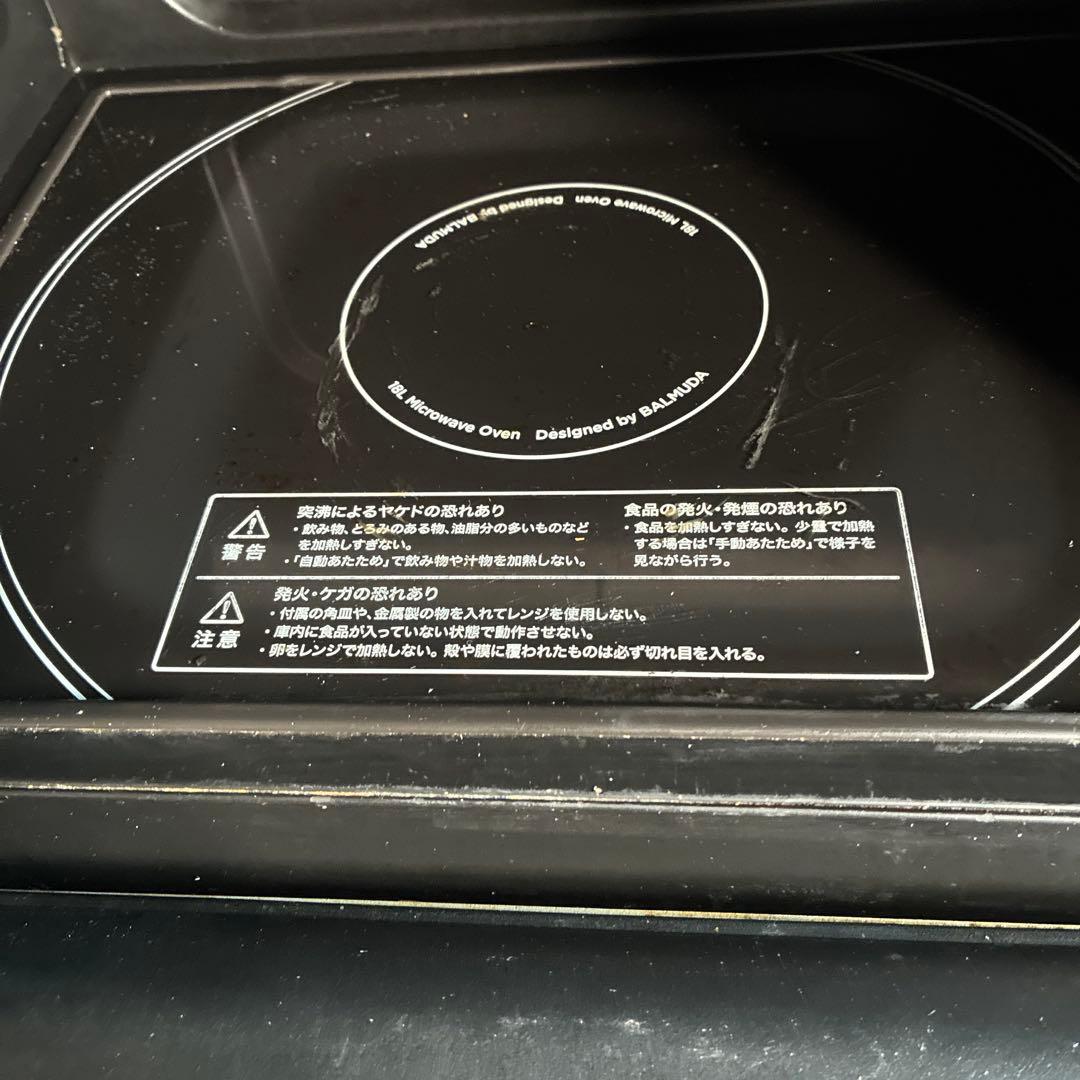 18L Microwave Oven Designed by BALMUDA
18L Microwave Oven Designed by BALMUDA
警告
突沸によるヤケドの恐れあり
・飲み物、とろみのある物、油脂分の多いものなど
を加熱しすぎない。
・「自動あたため」で飲み物や汁物を加熱しない。
食品の発火・発煙の恐れあり
・食品を加熱しすぎない。少量で加熱
する場合は「手動あたため」で様子を
見ながら行う。
注意
発火・ケガの恐れあり
・付属の角皿や、金属製の物を入れてレンジを使用しない。
・庫内に食品が入っていない状態で動作させない。
・卵をレンジで加熱しない。殻や膜に覆われたものは必ず切れ目を入れる。